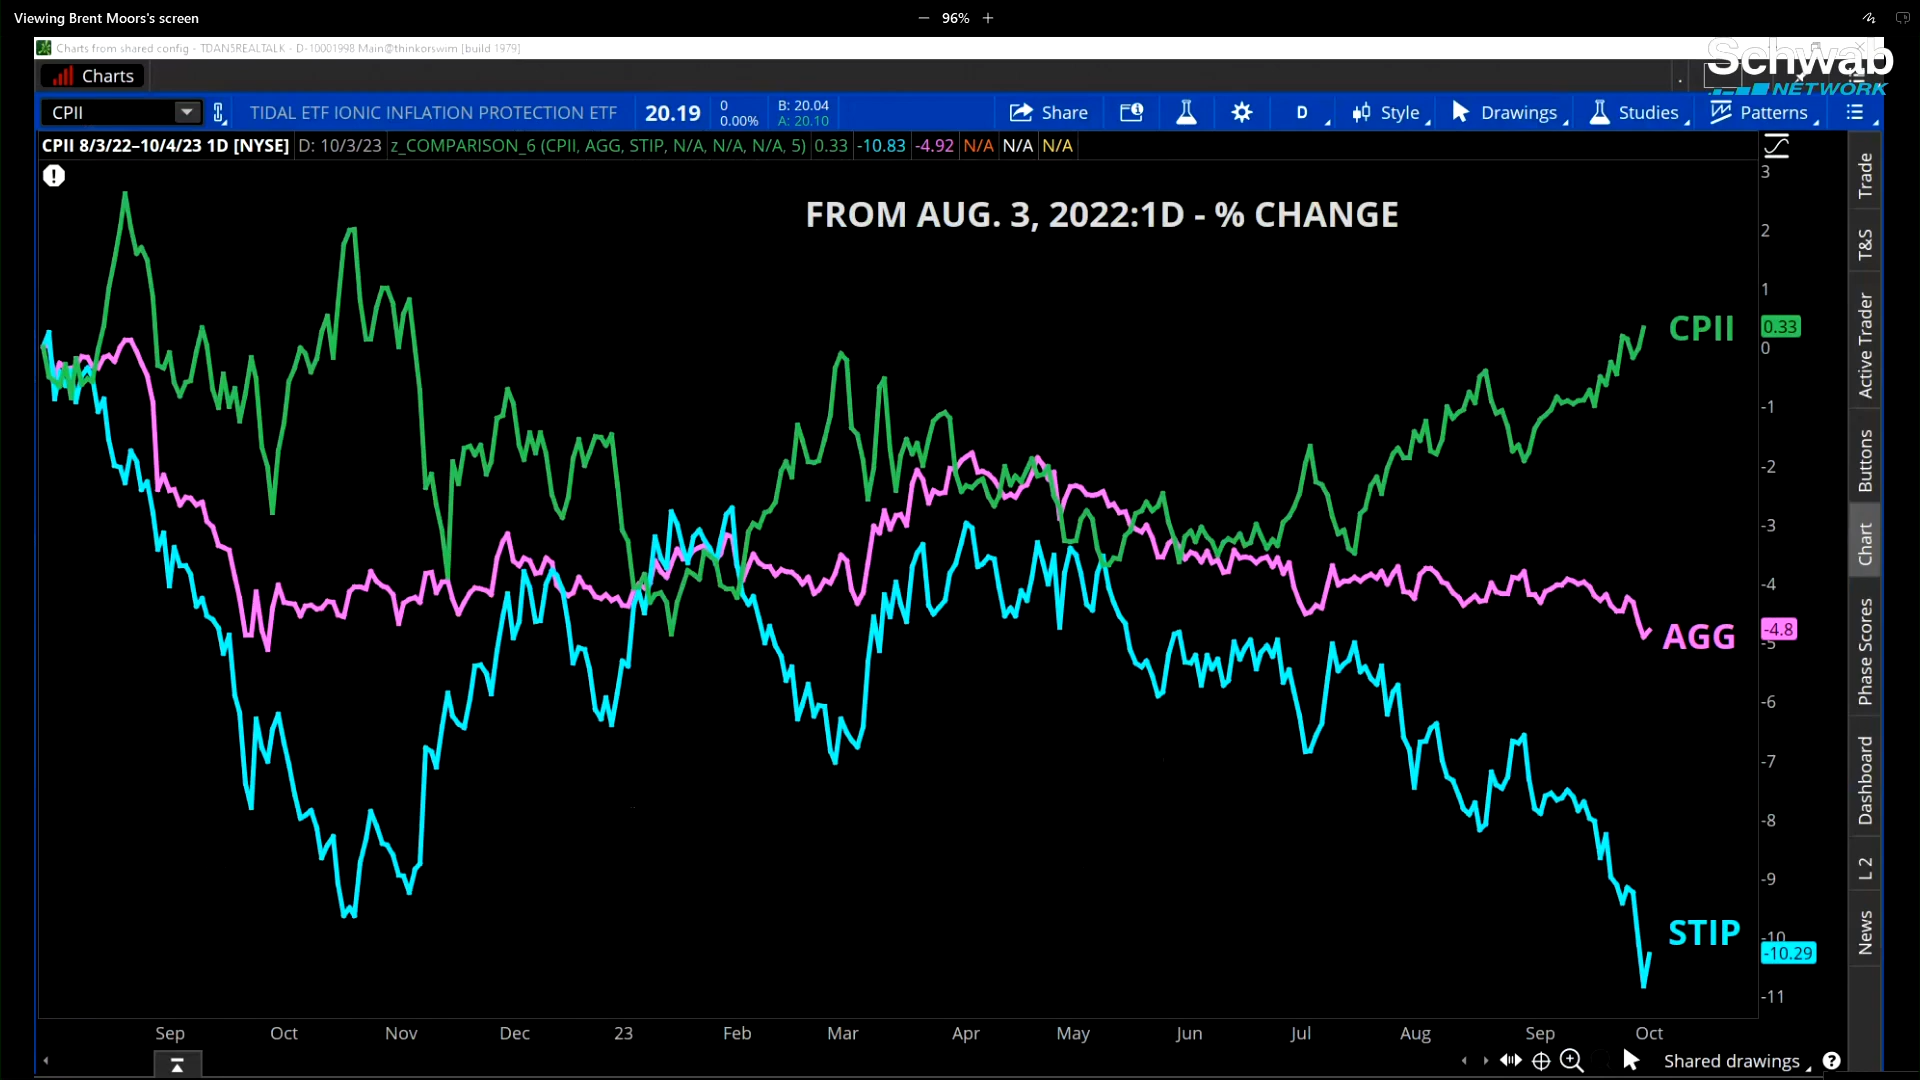 Viewing Brent Moors's screen
96%
Charts from shared config - TDAN5REALTALK - D-10001998 Main@thinkorswim [build 1979]
Schwab
NETWORK
Charts
CPII
TIDAL ETF IONIC INFLATION PROTECTION ETF
20.19
0
0.00%
B: 20.04
A: 20.10
Share
D
Style
Drawings
Studies
Patterns
CPII 8/3/22–10/4/23 1D [NYSE] D: 10/3/23 z_COMPARISON_6 (CPII, AGG, STIP, N/A, N/A, N/A, 5) 0.33 -10.83 -4.92 N/A N/A N/A
FROM AUG. 3, 2022:1D - % CHANGE
3
2
1
CPII 0.33
0
-1
-2
-3
-4
AGG -4.8
-5
-6
-7
-8
-9
STIP -10
-10.29
-11
Trade
T&S
Active Trader
Buttons
Chart
Phase Scores
Dashboard
L 2
News
Sep Oct Nov Dec 23 Feb Mar Apr May Jun Jul Aug Sep Oct
Shared drawings